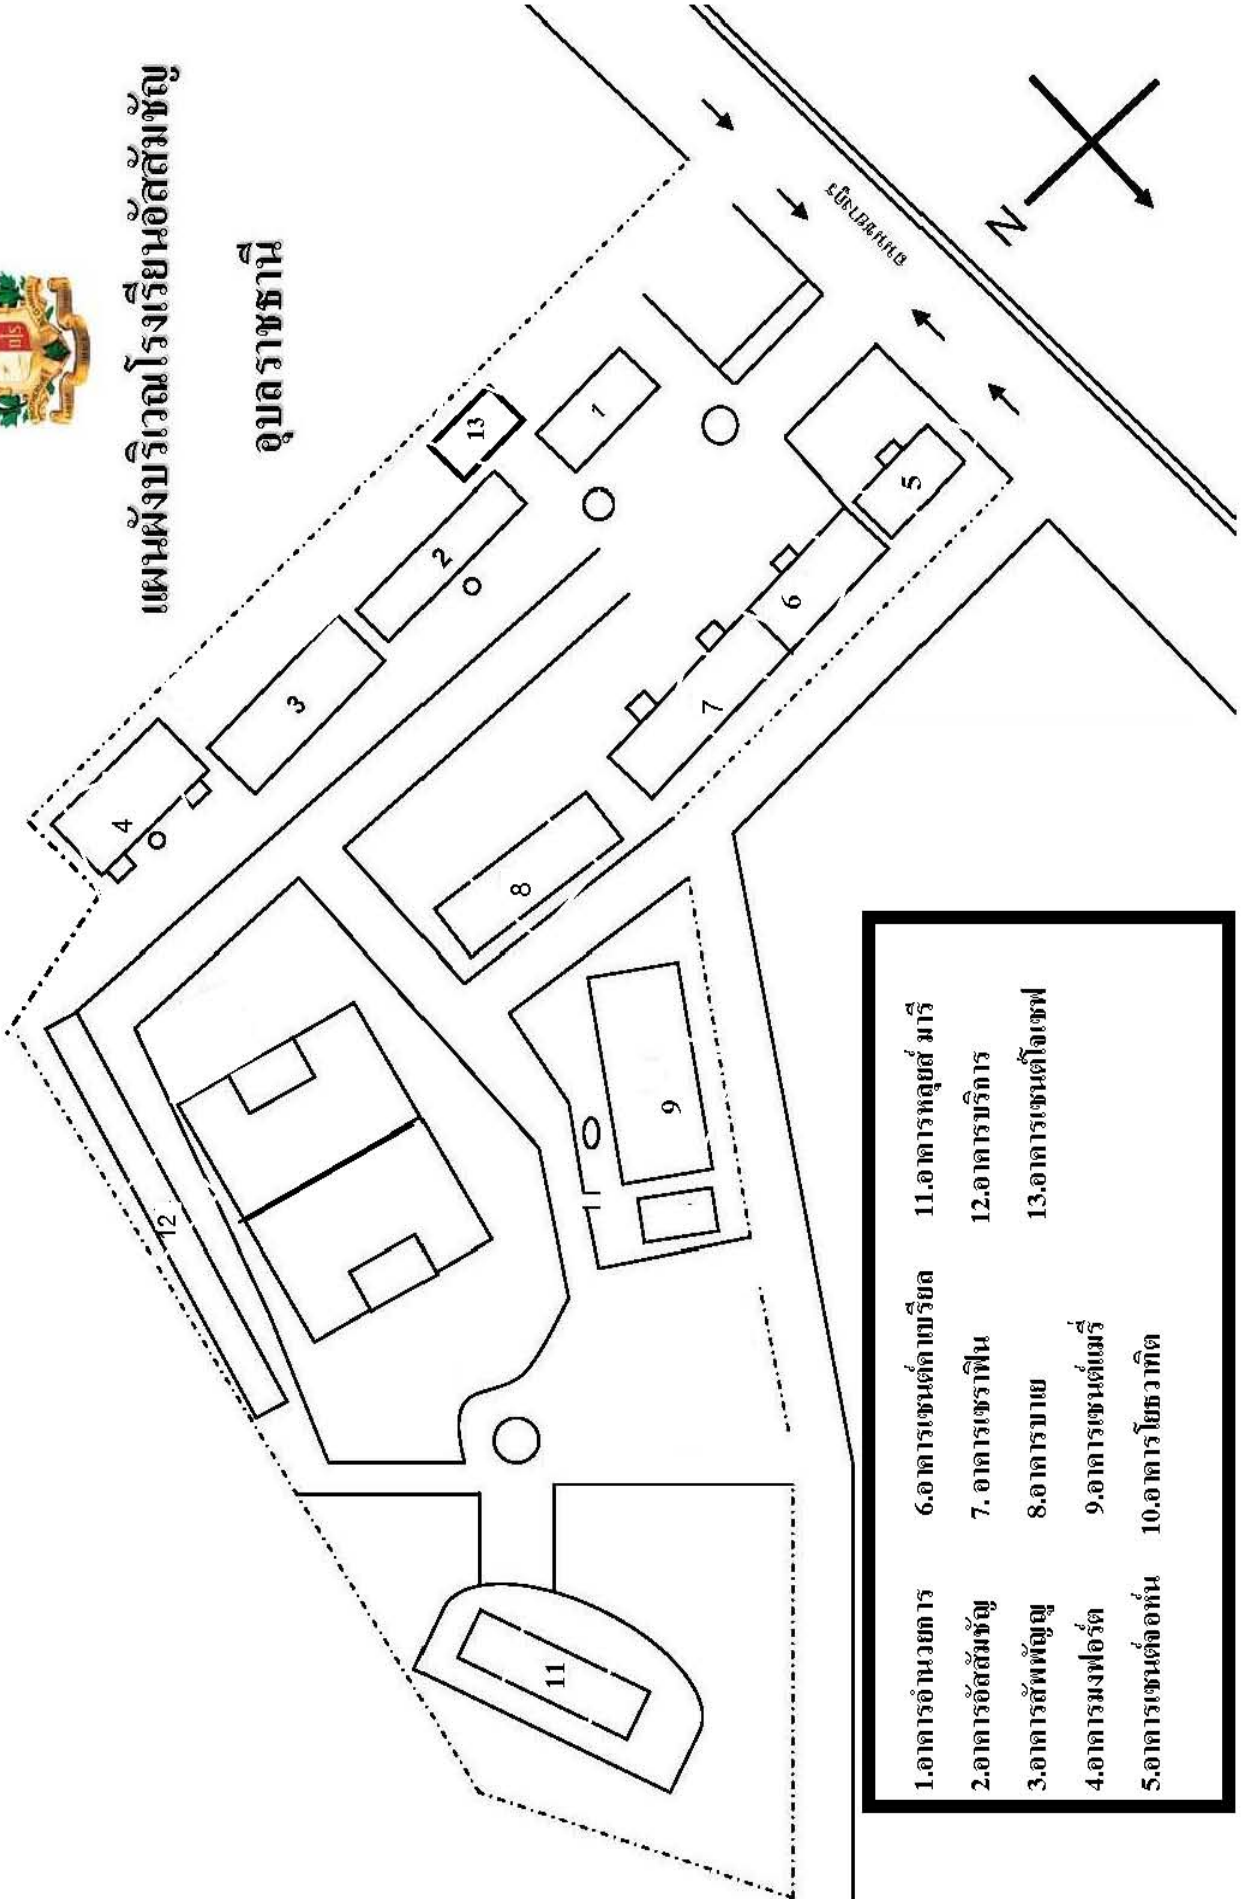 แผนผังบริเวณโรงเรียนอัสสัมชัญ
อุบลราชธานี
N
1
2
3
4
5
6
7
8
9
11
12
13
1.อาคารอำนวยการ
2.อาคารอัสสัมชัญ
3.อาคารสัพพัญญู
4.อาคารมงฟอร์ต
5.อาคารเซนต์จอห์น
6.อาคารเซนต์คาเบรียล
7. อาคารเซราฟิน
8.อาคารบาเย
9.อาคารเซนต์แมรี่
10.อาคารโยธวาทิต
11.อาคารหลุยส์ มารี
12.อาคารบริการ
13.อาคารเซนต์โจเซฟ